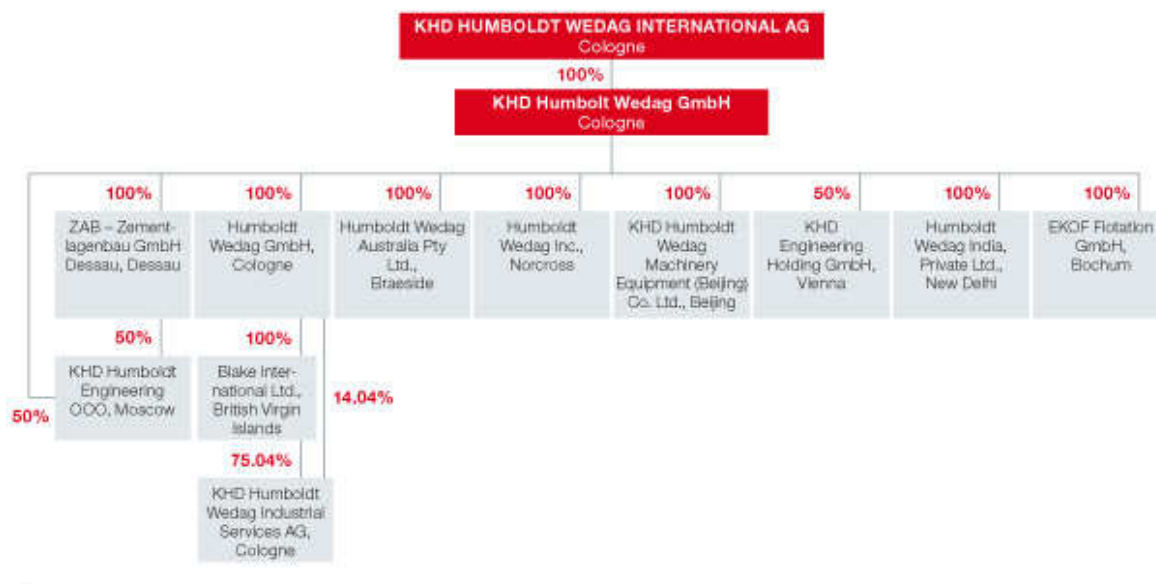 KHD HUMBOLDT WEDAG INTERNATIONAL AG
Cologne
100%
KHD Humbolt Wedag GmbH
Cologne
100%
100%
100%
100%
100%
50%
100%
100%
ZAB – Zement-
lagenbau GmbH
Dessau, Dessau
Humboldt
Wedag GmbH,
Cologne
Humboldt Wedag
Australia Pty
Ltd.,
Braeside
Humboldt
Wedag Inc.,
Norcross
KHD Humboldt
Wedag
Machinery
Equipment (Beijing)
Co. Ltd., Beijing
KHD
Engineering
Holding GmbH,
Vienna
Humboldt
Wedag India,
Private Ltd.,
New Delhi
EKOF Flotation
GmbH,
Bochum
50%
100%
KHD Humboldt
Engineering
OOO, Moscow
Blake Inter-
national Ltd.,
British Virgin
Islands
14.04%
50%
75.04%
KHD Humboldt
Wedag Industrial
Services AG,
Cologne